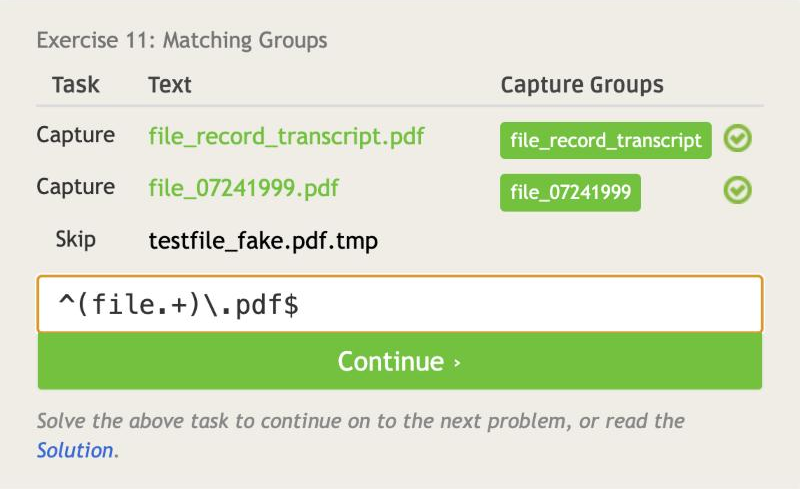 Exercise 11: Matching Groups
Task Text Capture Groups
Capture file_record_transcript.pdf file_record_transcript
Capture file_07241999.pdf file_07241999
Skip testfile_fake.pdf.tmp
^(file.+)\.pdf$
Continue ›
Solve the above task to continue on to the next problem, or read the
Solution.